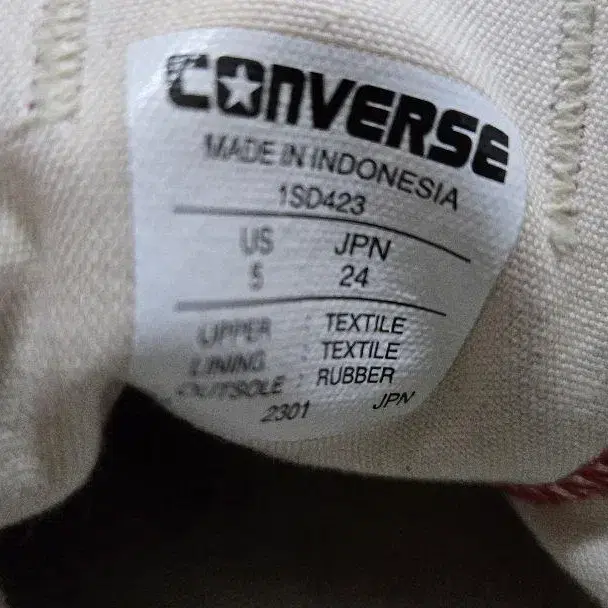 CONVERSE
MADE IN INDONESIA
1SD423
US JPN
5 24
UPPER : TEXTILE
LINING : TEXTILE
OUTSOLE : RUBBER
2301 JPN